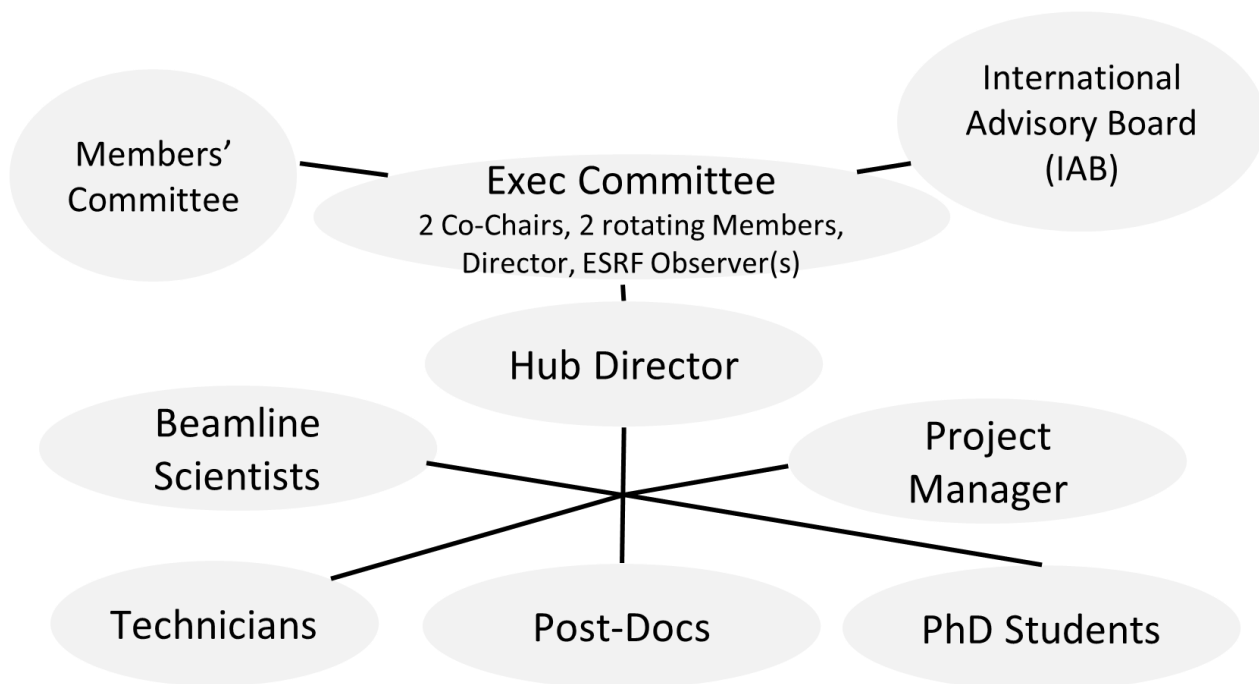 Members’
Committee
International
Advisory Board
(IAB)
Exec Committee
2 Co-Chairs, 2 rotating Members,
Director, ESRF Observer(s)
Hub Director
Beamline
Scientists
Project
Manager
Technicians
Post-Docs
PhD Students